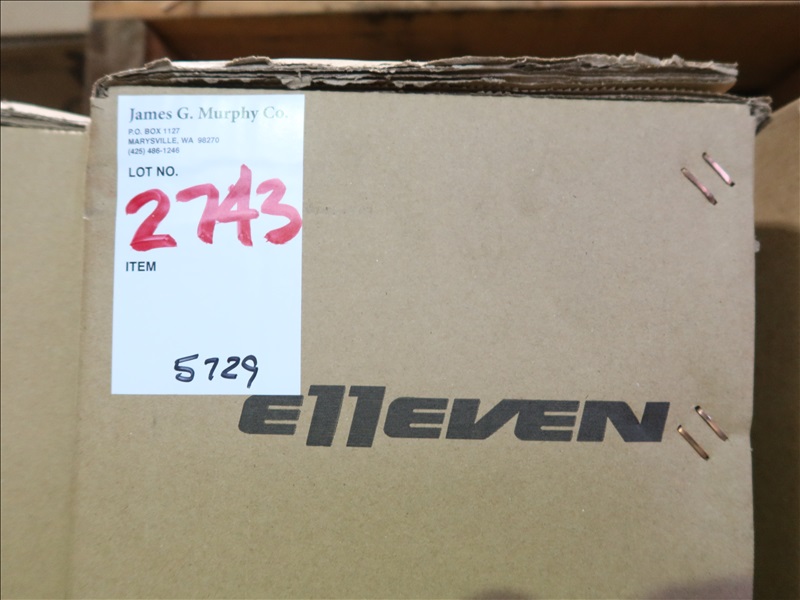 James G. Murphy Co.
P.O. BOX 1127
MARYSVILLE, WA 98270
(425) 486-1246
LOT NO.
2743
ITEM
5729
e11eVEN